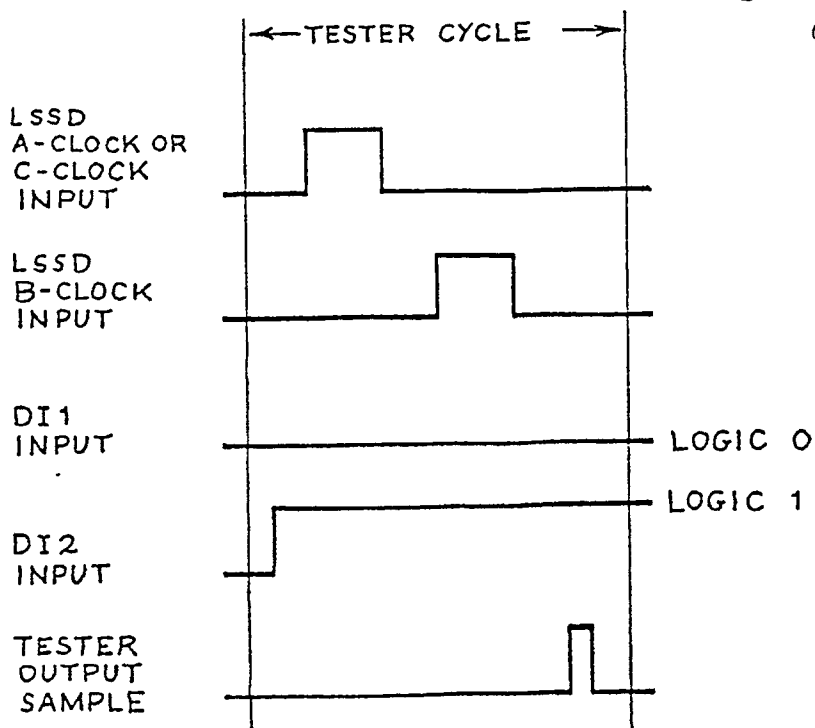 TESTER CYCLE
LSSD
A-CLOCK OR
C-CLOCK
INPUT
LSSD
B-CLOCK
INPUT
DI1
INPUT
LOGIC 0
LOGIC 1
DI2
INPUT
TESTER
OUTPUT
SAMPLE